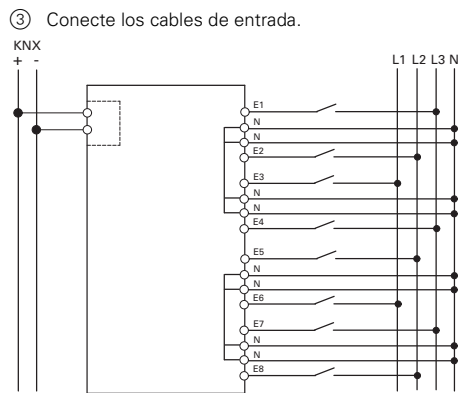 ③ Conecte los cables de entrada.
KNX
+ -
L1 L2 L3 N
E1
N
N
E2
E3
N
N
E4
E5
N
N
E6
E7
N
N
E8